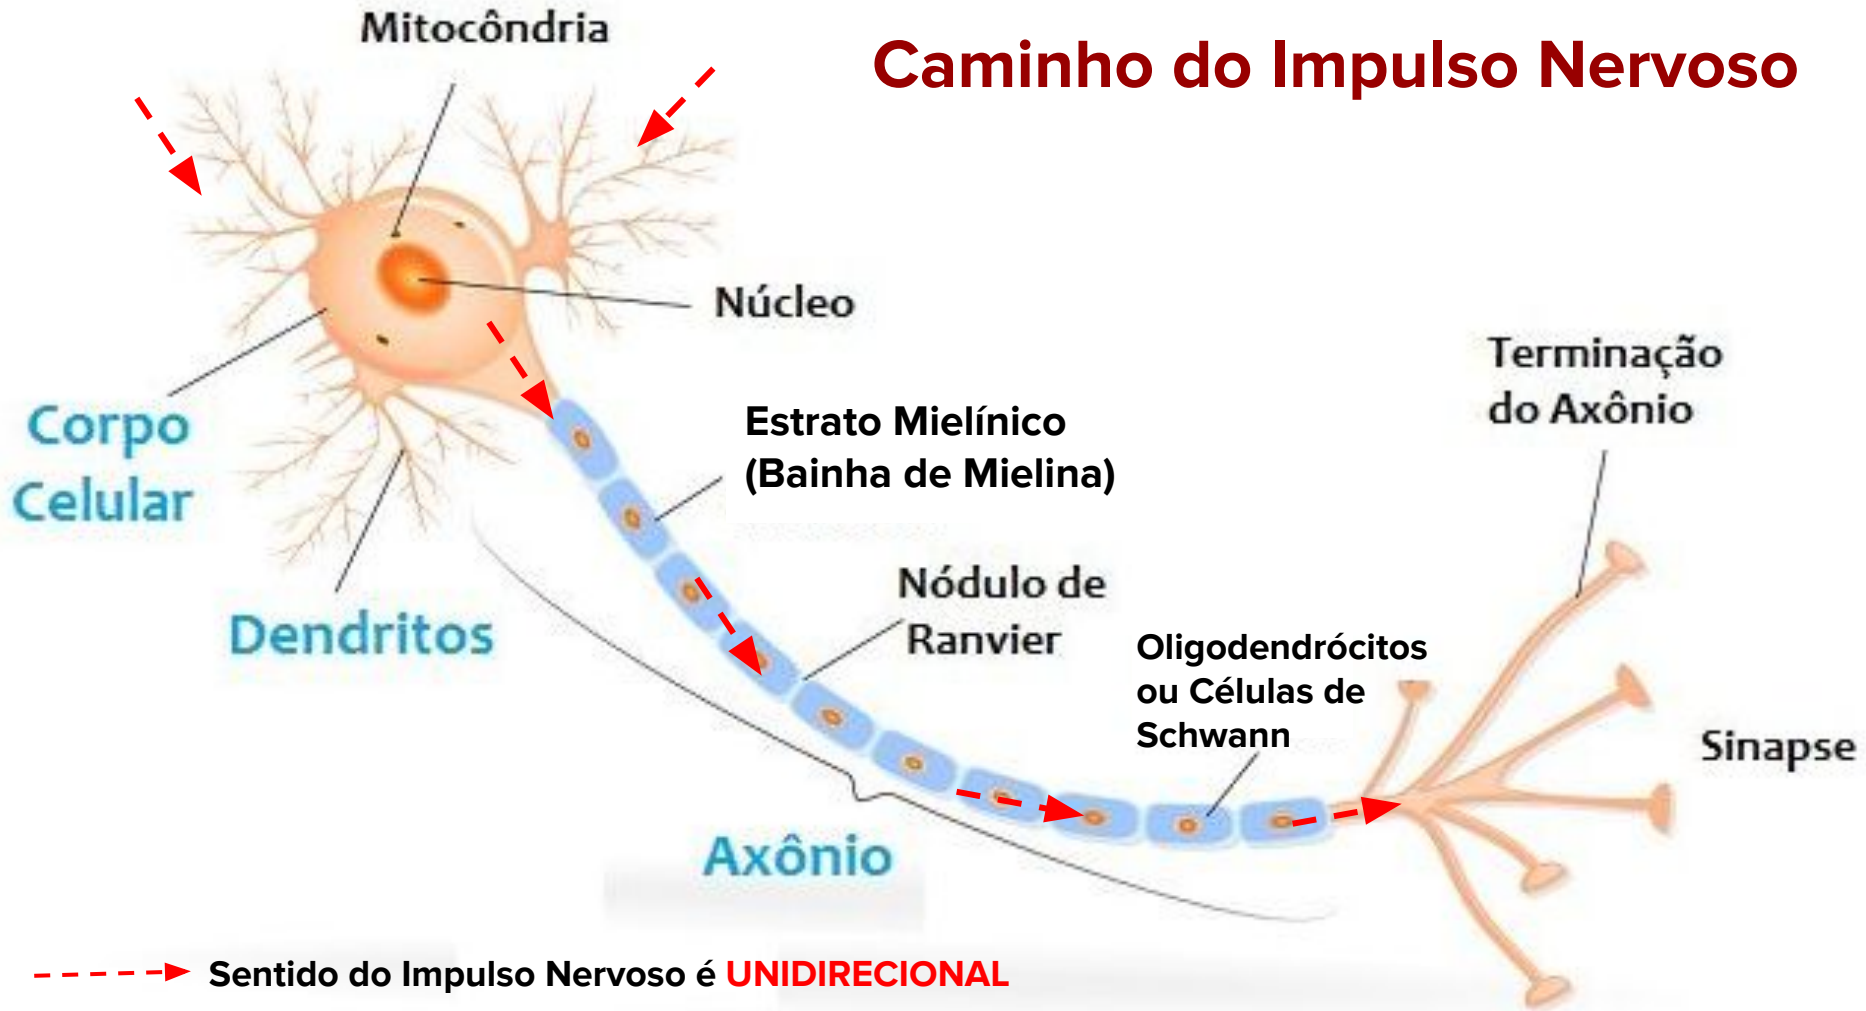 Mitocôndria
Caminho do Impulso Nervoso
Núcleo
Terminação
do Axônio
Corpo
Celular
Estrato Mielínico
(Bainha de Mielina)
Dendritos
Nódulo de
Ranvier
Oligodendrócitos
ou Células de
Schwann
Sinapse
Axônio
Sentido do Impulso Nervoso é UNIDIRECIONAL